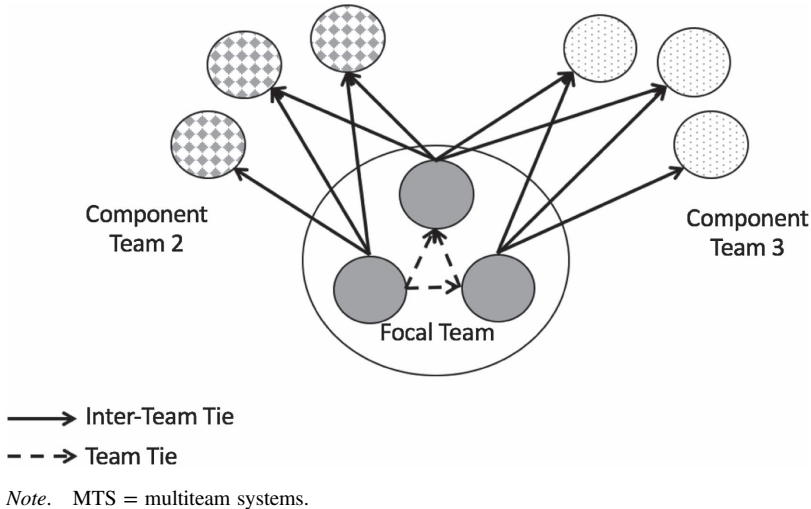 Component
Team 2
Component
Team 3
Focal Team
Inter-Team Tie
Team Tie
Note. MTS = multiteam systems.